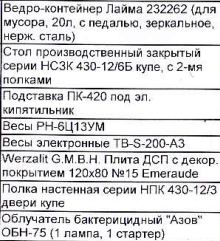 Ведро-контейнер Лайма 232262 (для
мусора, 20л, с педалью, зеркальное,
нерж. сталь)
Стол производственный закрытый
серии НСЗК 430-12/6Б купе, с 2-мя
полками
Подставка ПК-420 под эл.
кипятильник
Весы РН-6Ц13УМ
Весы электронные TB-S-200-A3
Werzalit G.M.B.H. Плита ДСП с декор.
покрытием 120х80 №15 Emeraude
Полка настенная серии НПК 430-12/3
двери купе
Облучатель бактерицидный "Азов"
ОБН-75 (1 лампа, 1 стартер)